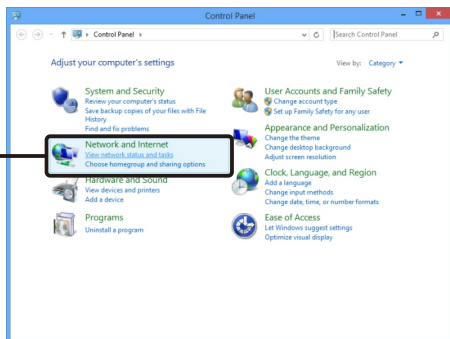 Control Panel
Control Panel
Search Control Panel
Adjust your computer's settings
View by: Category
System and Security
Review your computer's status
Save backup copies of your files with File
History
Find and fix problems
Network and Internet
View network status and tasks
Choose homegroup and sharing options
Hardware and Sound
View devices and printers
Add a device
Programs
Uninstall a program
User Accounts and Family Safety
Change account type
Set up Family Safety for any user
Appearance and Personalization
Change the theme
Change desktop background
Adjust screen resolution
Clock, Language, and Region
Add a language
Change input methods
Change date, time, or number formats
Ease of Access
Let Windows suggest settings
Optimize visual display